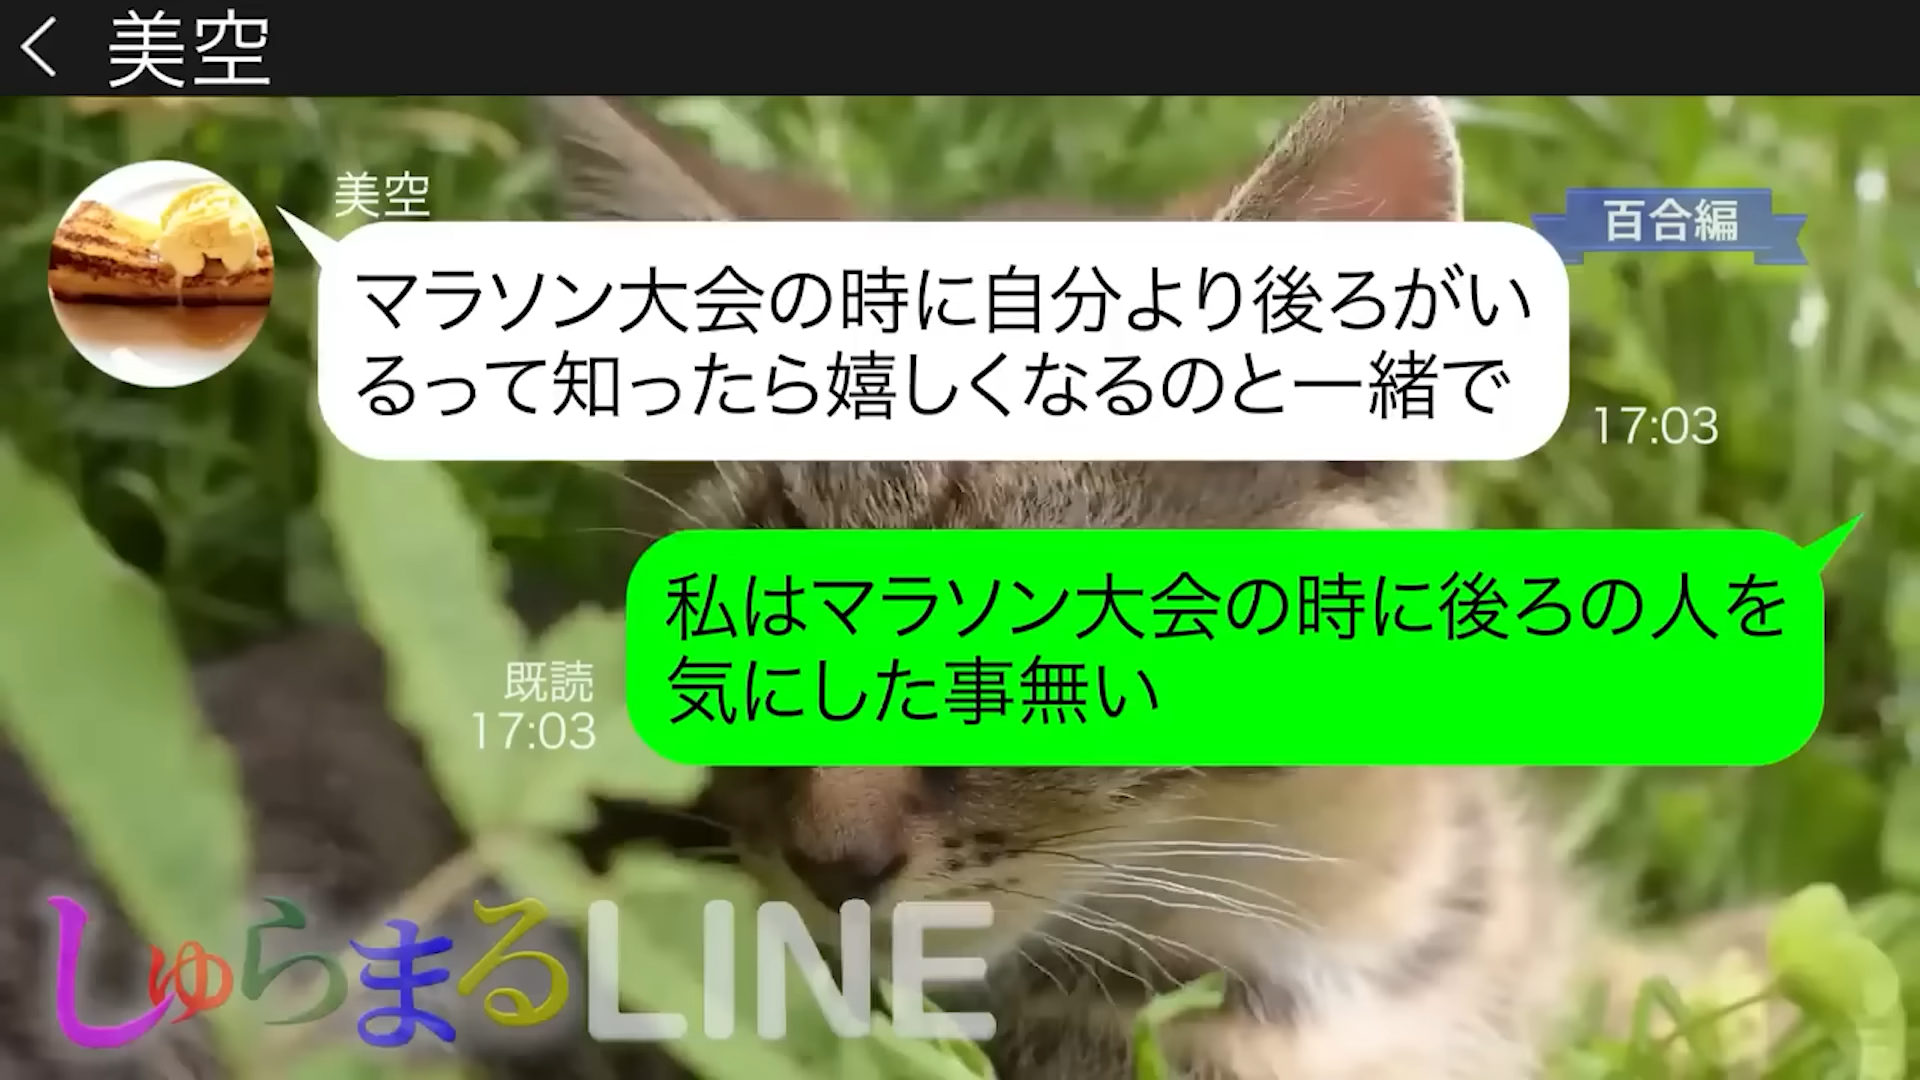 美空
美空
百合編
マラソン大会の時に自分より後ろがい
るって知ったら嬉しくなるのと一緒で
17:03
私はマラソン大会の時に後ろの人を
気にした事無い
既読
17:03
しゅらまるLINE